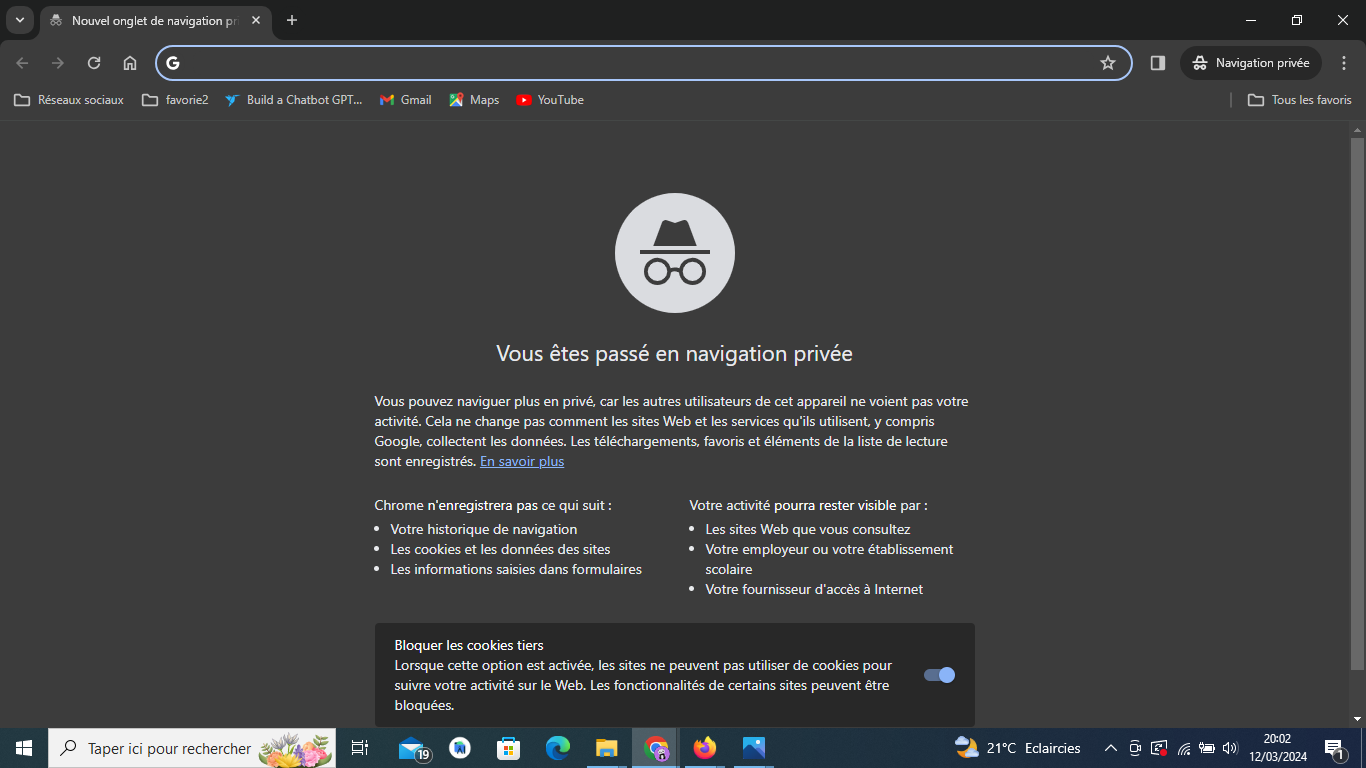 Nouvel onglet de navigation pr
Navigation privée
Réseaux sociaux
favorie2
Build a Chatbot GPT...
Gmail
Maps
YouTube
Tous les favoris
Vous êtes passé en navigation privée
Vous pouvez naviguer plus en privé, car les autres utilisateurs de cet appareil ne voient pas votre
activité. Cela ne change pas comment les sites Web et les services qu'ils utilisent, y compris
Google, collectent les données. Les téléchargements, favoris et éléments de la liste de lecture
sont enregistrés. En savoir plus
Chrome n'enregistrera pas ce qui suit :
• Votre historique de navigation
• Les cookies et les données des sites
• Les informations saisies dans formulaires
Votre activité pourra rester visible par :
• Les sites Web que vous consultez
• Votre employeur ou votre établissement
scolaire
• Votre fournisseur d'accès à Internet
Bloquer les cookies tiers
Lorsque cette option est activée, les sites ne peuvent pas utiliser de cookies pour
suivre votre activité sur le Web. Les fonctionnalités de certains sites peuvent être
bloquées.
Taper ici pour rechercher
19
21°C Eclaircies
20:02
12/03/2024
1